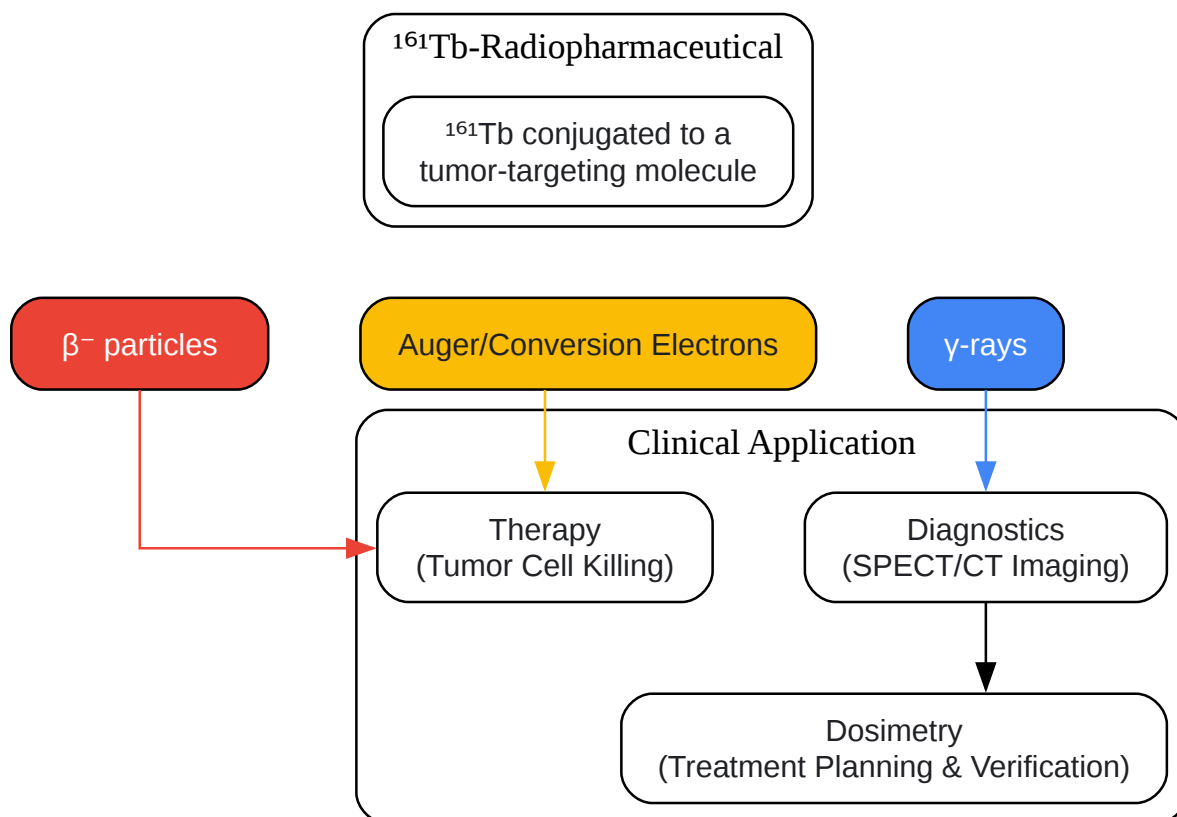 ¹⁶¹Tb-Radiopharmaceutical
¹⁶¹Tb conjugated to a
tumor-targeting molecule
β⁻ particles
Auger/Conversion Electrons
γ-rays
Clinical Application
Therapy
(Tumor Cell Killing)
Diagnostics
(SPECT/CT Imaging)
Dosimetry
(Treatment Planning & Verification)